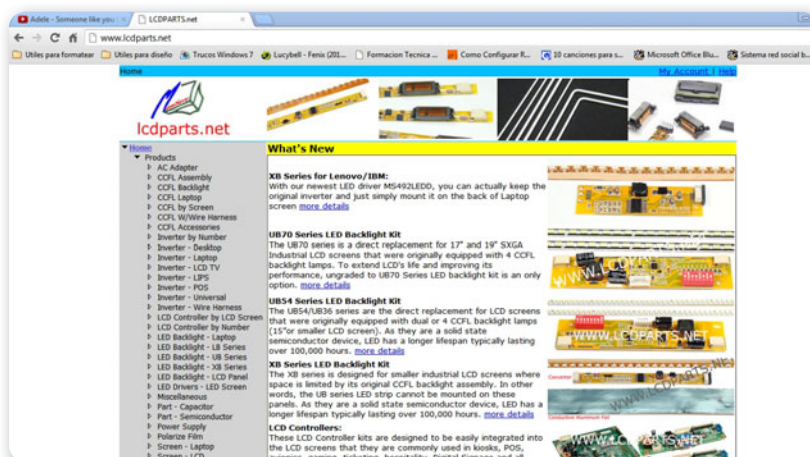 Adele - Someone like you
LCDPARTS.net
www.lcdparts.net
Utiles para formatear
Utiles para diseño
Trucos Windows 7
Lucybell - Fenix (201...
Formacion Tecnica ...
Como Configurar R...
10 canciones para s...
Microsoft Office Blu...
Sistema red social b...
Home
My Account | Help
lcdparts.net
Home
Products
AC Adapter
CCFL Assembly
CCFL Backlight
CCFL Laptop
CCFL by Screen
CCFL W/Wire Harness
CCFL Accessories
Inverter by Number
Inverter - Desktop
Inverter - Laptop
Inverter - LCD TV
Inverter - LIPS
Inverter - POS
Inverter - Universal
Inverter - Wire Harness
LCD Controller by LCD Screen
LCD Controller by Number
LED Backlight - Laptop
LED Backlight - LB Series
LED Backlight - UB Series
LED Backlight - XB Series
LED Backlight - LCD Panel
LED Drivers - LED Screen
Miscellaneous
Part - Capacitor
Part - Semiconductor
Power Supply
Polarize Film
Screen - Laptop
Screen - LCD
What's New
XB Series for Lenovo/IBM:
With our newest LED driver MS492LEDD, you can actually keep the
original inverter and just simply mount it on the back of Laptop
screen more details
UB70 Series LED Backlight Kit
The UB70 series is a direct replacement for 17" and 19" SXGA
Industrial LCD screens that were originally equipped with 4 CCFL
backlight lamps. To extend LCD's life and improving its
performance, ungraded to UB70 Series LED backlight kit is an only
option. more details
UB54 Series LED Backlight Kit
The UB54/UB36 series are the direct replacement for LCD screens
that were originally equipped with dual or 4 CCFL backlight lamps
(15"or smaller LCD screen). As they are a solid state
semiconductor device, LED has a longer lifespan typically lasting
over 100,000 hours. more details
XB Series LED Backlight Kit
The XB series is designed for smaller industrial LCD screens where
space is limited by its original CCFL backlight assembly. In other
words, the UB series LED strip cannot be mounted on these
panels. As they are a solid state semiconductor device, LED has a
longer lifespan typically lasting over 100,000 hours. more details
LCD Controllers:
These LCD Controller kits are designed to be easily integrated into
the LCD screens that they are commonly used in kiosks, POS,
avionics, gaming, ticketing, hospitality, Digital Signage and all
WWW.LCDPARTS.NET
WWW.LCDPARTS.NET
Convertor
WWW.LCDPARTS.NET
Conductive Aluminum Foil
WWW.LCDPARTS.NET